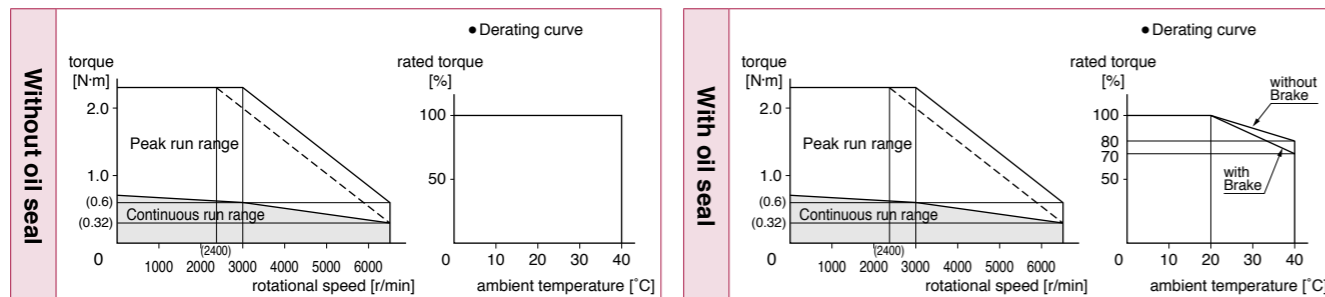 Without oil seal
● Derating curve
torque
[N·m]
2.0
1.0
(0.6)
(0.32)
0
Peak run range
Continuous run range
(2400)
1000 2000 3000 4000 5000 6000
rotational speed [r/min]
rated torque
[%]
100
50
0 10 20 30 40
ambient temperature [˚C]
With oil seal
● Derating curve
torque
[N·m]
2.0
1.0
(0.6)
(0.32)
0
Peak run range
Continuous run range
(2400)
1000 2000 3000 4000 5000 6000
rotational speed [r/min]
rated torque
[%]
without
Brake
100
80
70
50
with
Brake
0 10 20 30 40
ambient temperature [˚C]